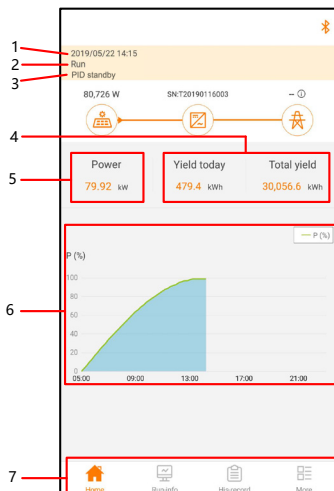 1
2019/05/22 14:15
2
Run
3
PID standby
80,726 W
SN:T20190116003
-- ⓘ
4
5
Power
Yield today
Total yield
79.92 kW
479.4 kWh
30,056.6 kWh
6
P (%)
P (%)
100
80
60
40
20
0
05:00
09:00
13:00
17:00
21:00
7
Home
Run-info
His-record
More